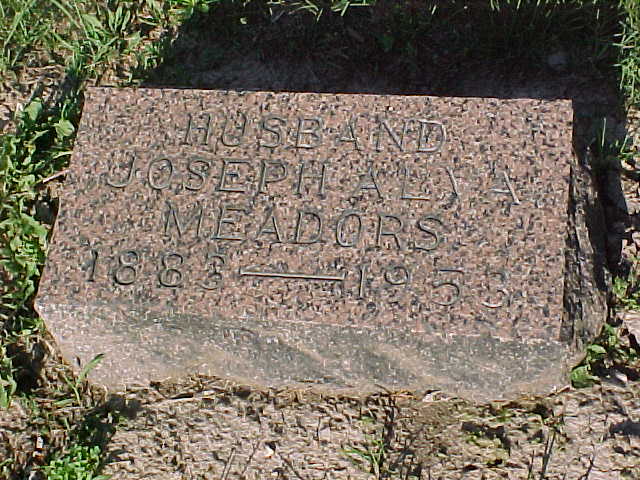 HUSBAND
JOSEPH ALVA
MEADORS
1883 — 1953